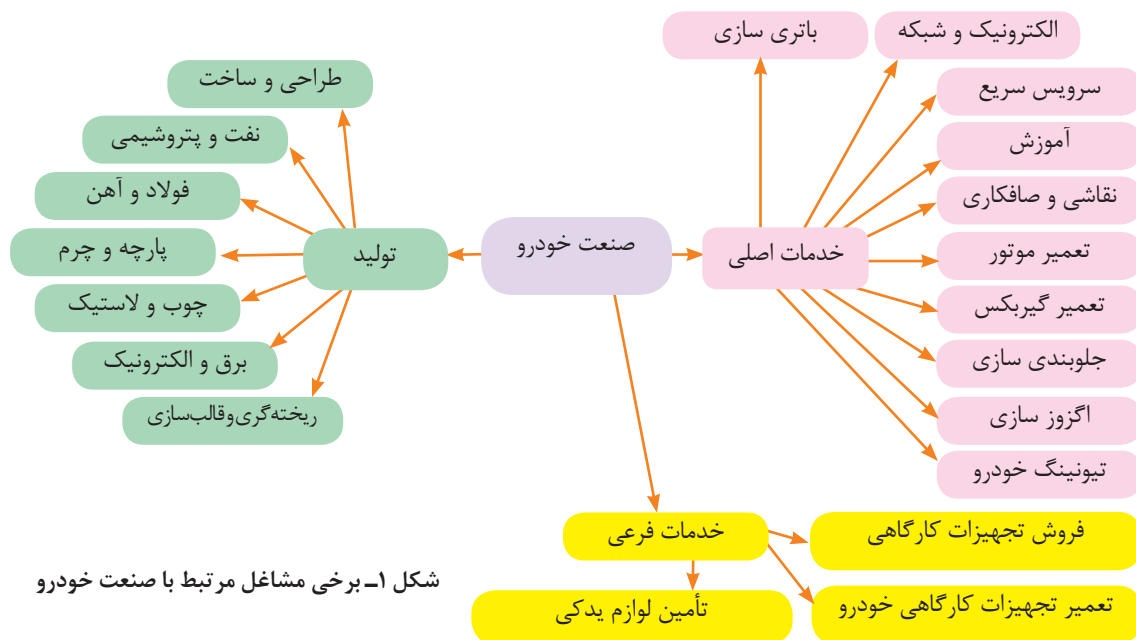 الکترونیک و شبکه
باتری سازی
سرویس سریع
آموزش
نقاشی و صافکاری
تعمیر موتور
تعمیر گیربکس
جلوبندی سازی
اگزوز سازی
تیونینگ خودرو
خدمات اصلی
صنعت خودرو
تولید
طراحی و ساخت
نفت و پتروشیمی
فولاد و آهن
پارچه و چرم
چوب و لاستیک
برق و الکترونیک
ریخته‌گری‌و‌قالب‌سازی
خدمات فرعی
فروش تجهیزات کارگاهی
تعمیر تجهیزات کارگاهی خودرو
تأمین لوازم یدکی
شکل ۱ـ برخی مشاغل مرتبط با صنعت خودرو